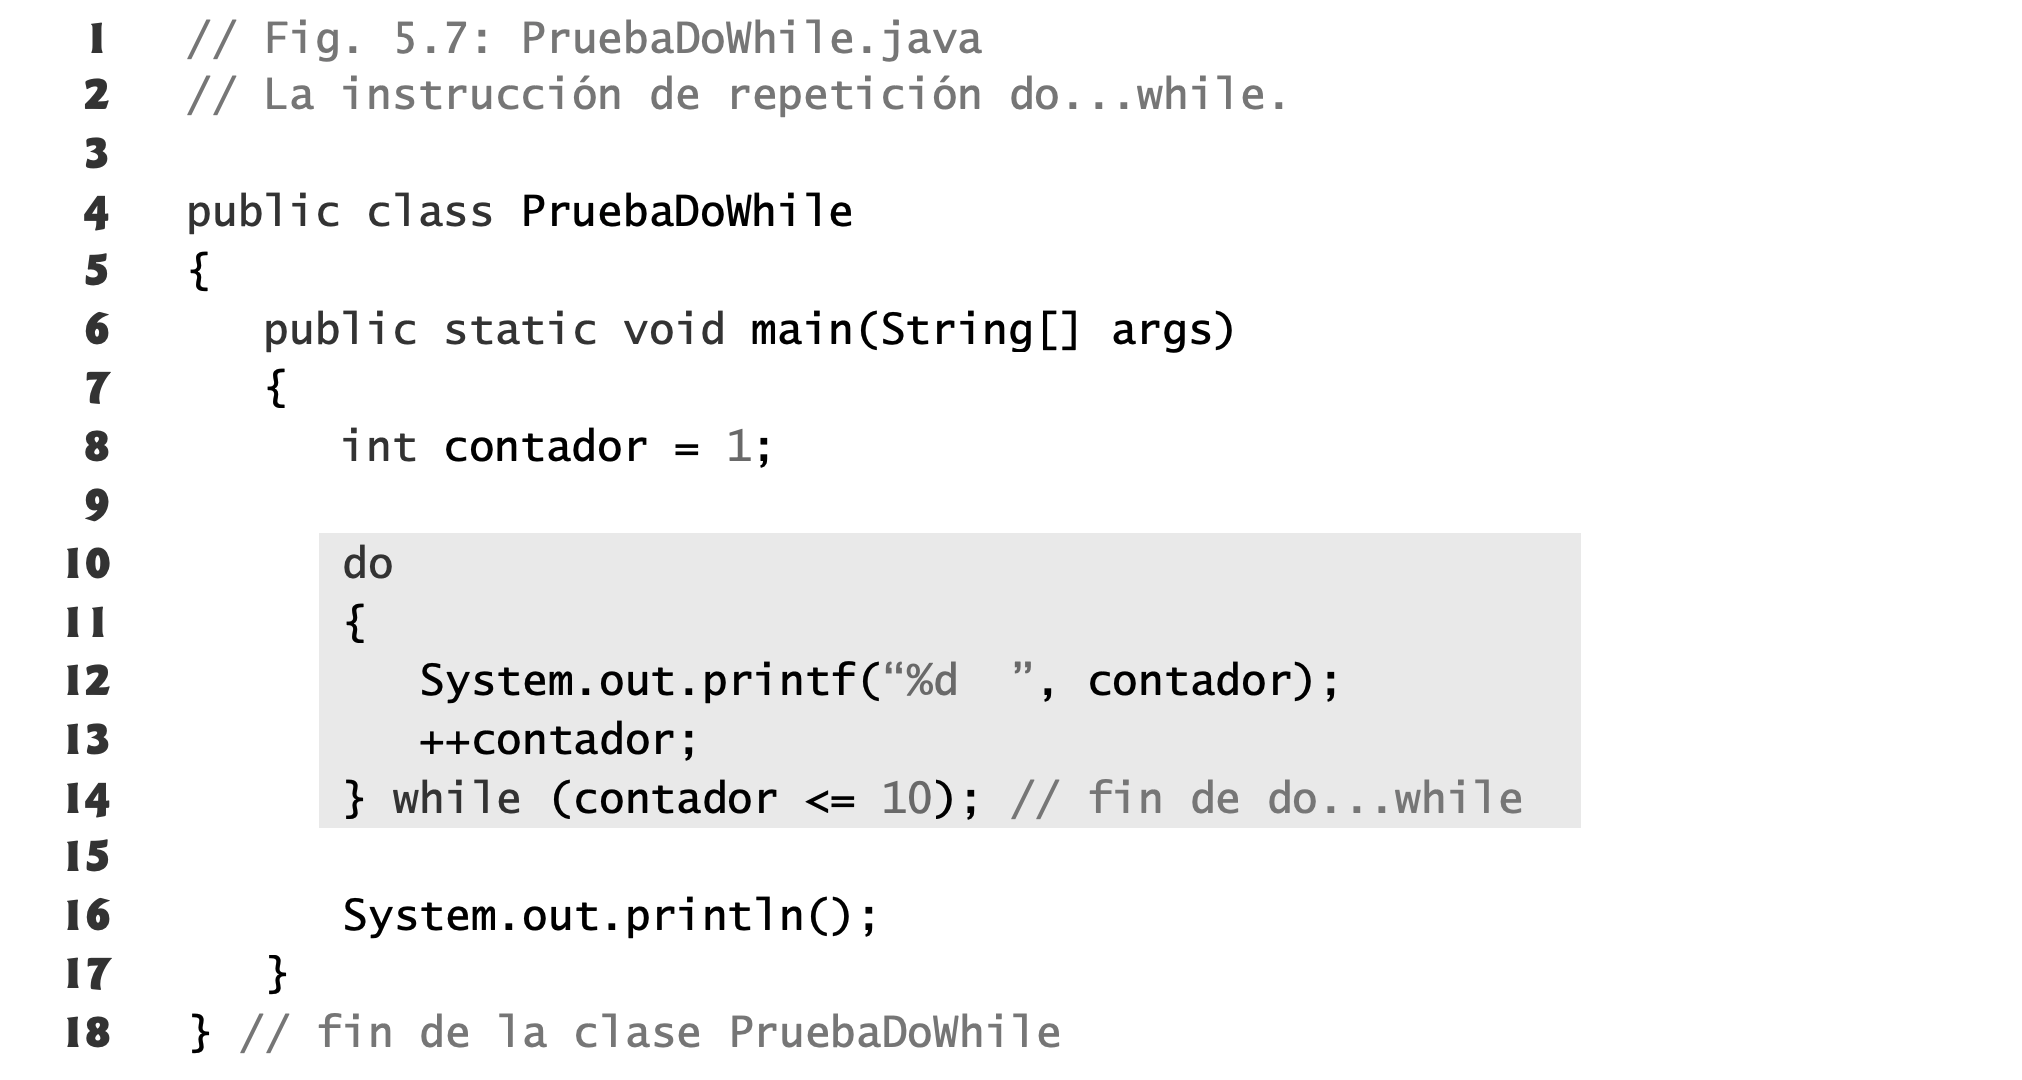 1 // Fig. 5.7: PruebaDoWhile.java
2 // La instrucción de repetición do...while.
3
4 public class PruebaDoWhile
5 {
6 public static void main(String[] args)
7 {
8 int contador = 1;
9
10 do
11 {
12 System.out.printf(“%d  ”, contador);
13 ++contador;
14 } while (contador <= 10); // fin de do...while
15
16 System.out.println();
17 }
18 } // fin de la clase PruebaDoWhile